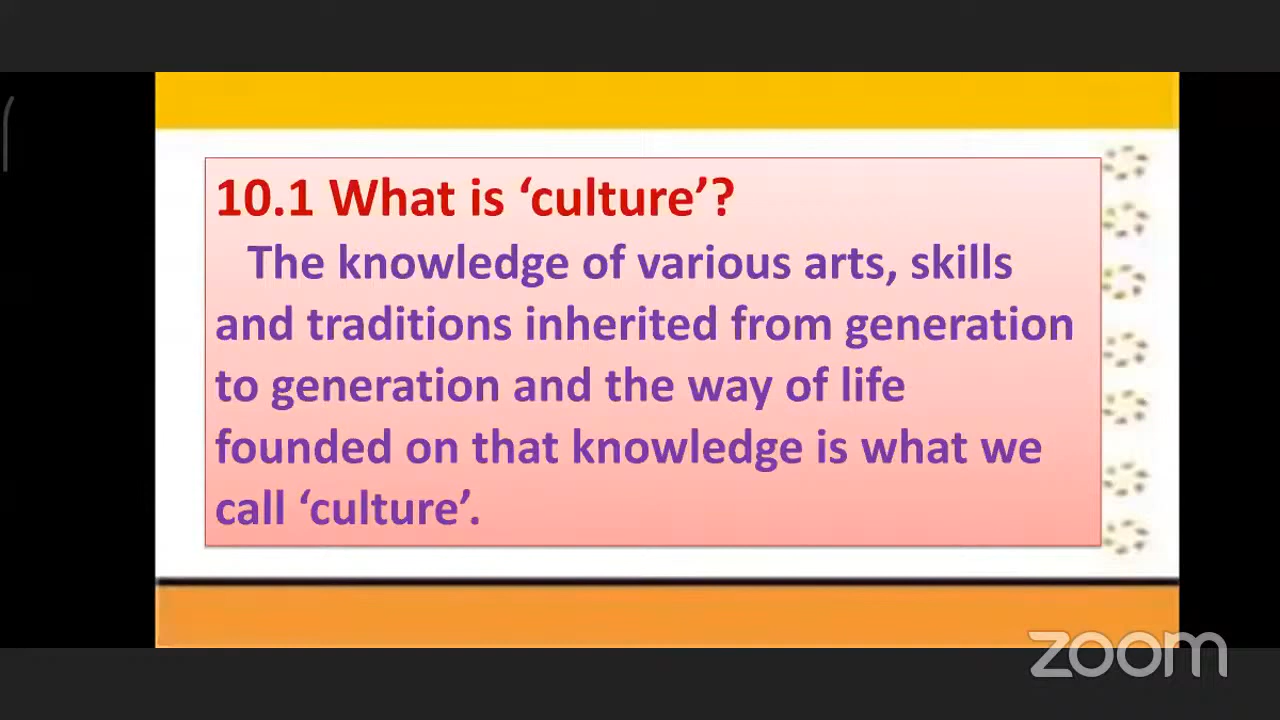 10.1 What is ‘culture’?
The knowledge of various arts, skills
and traditions inherited from generation
to generation and the way of life
founded on that knowledge is what we
call ‘culture’.
zoom